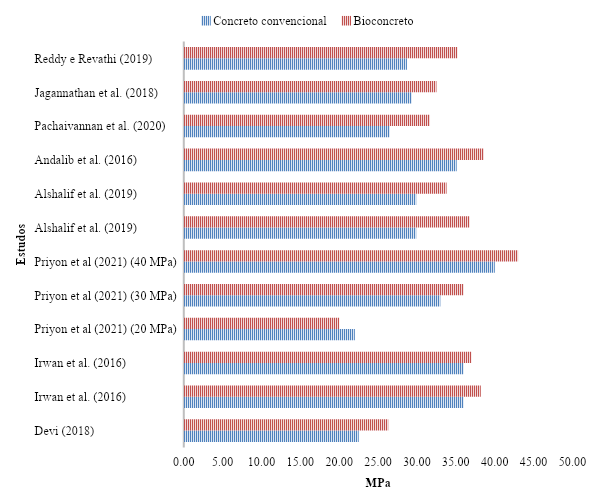 Concreto convencional Bioconcreto
Reddy e Revathi (2019)
Jagannathan et al. (2018)
Pachaivannan et al. (2020)
Andalib et al. (2016)
Alshalif et al. (2019)
Alshalif et al. (2019)
Priyon et al (2021) (40 MPa)
Priyon et al (2021) (30 MPa)
Priyon et al (2021) (20 MPa)
Irwan et al. (2016)
Irwan et al. (2016)
Devi (2018)
Estudos
0.00 5.00 10.00 15.00 20.00 25.00 30.00 35.00 40.00 45.00 50.00
MPa